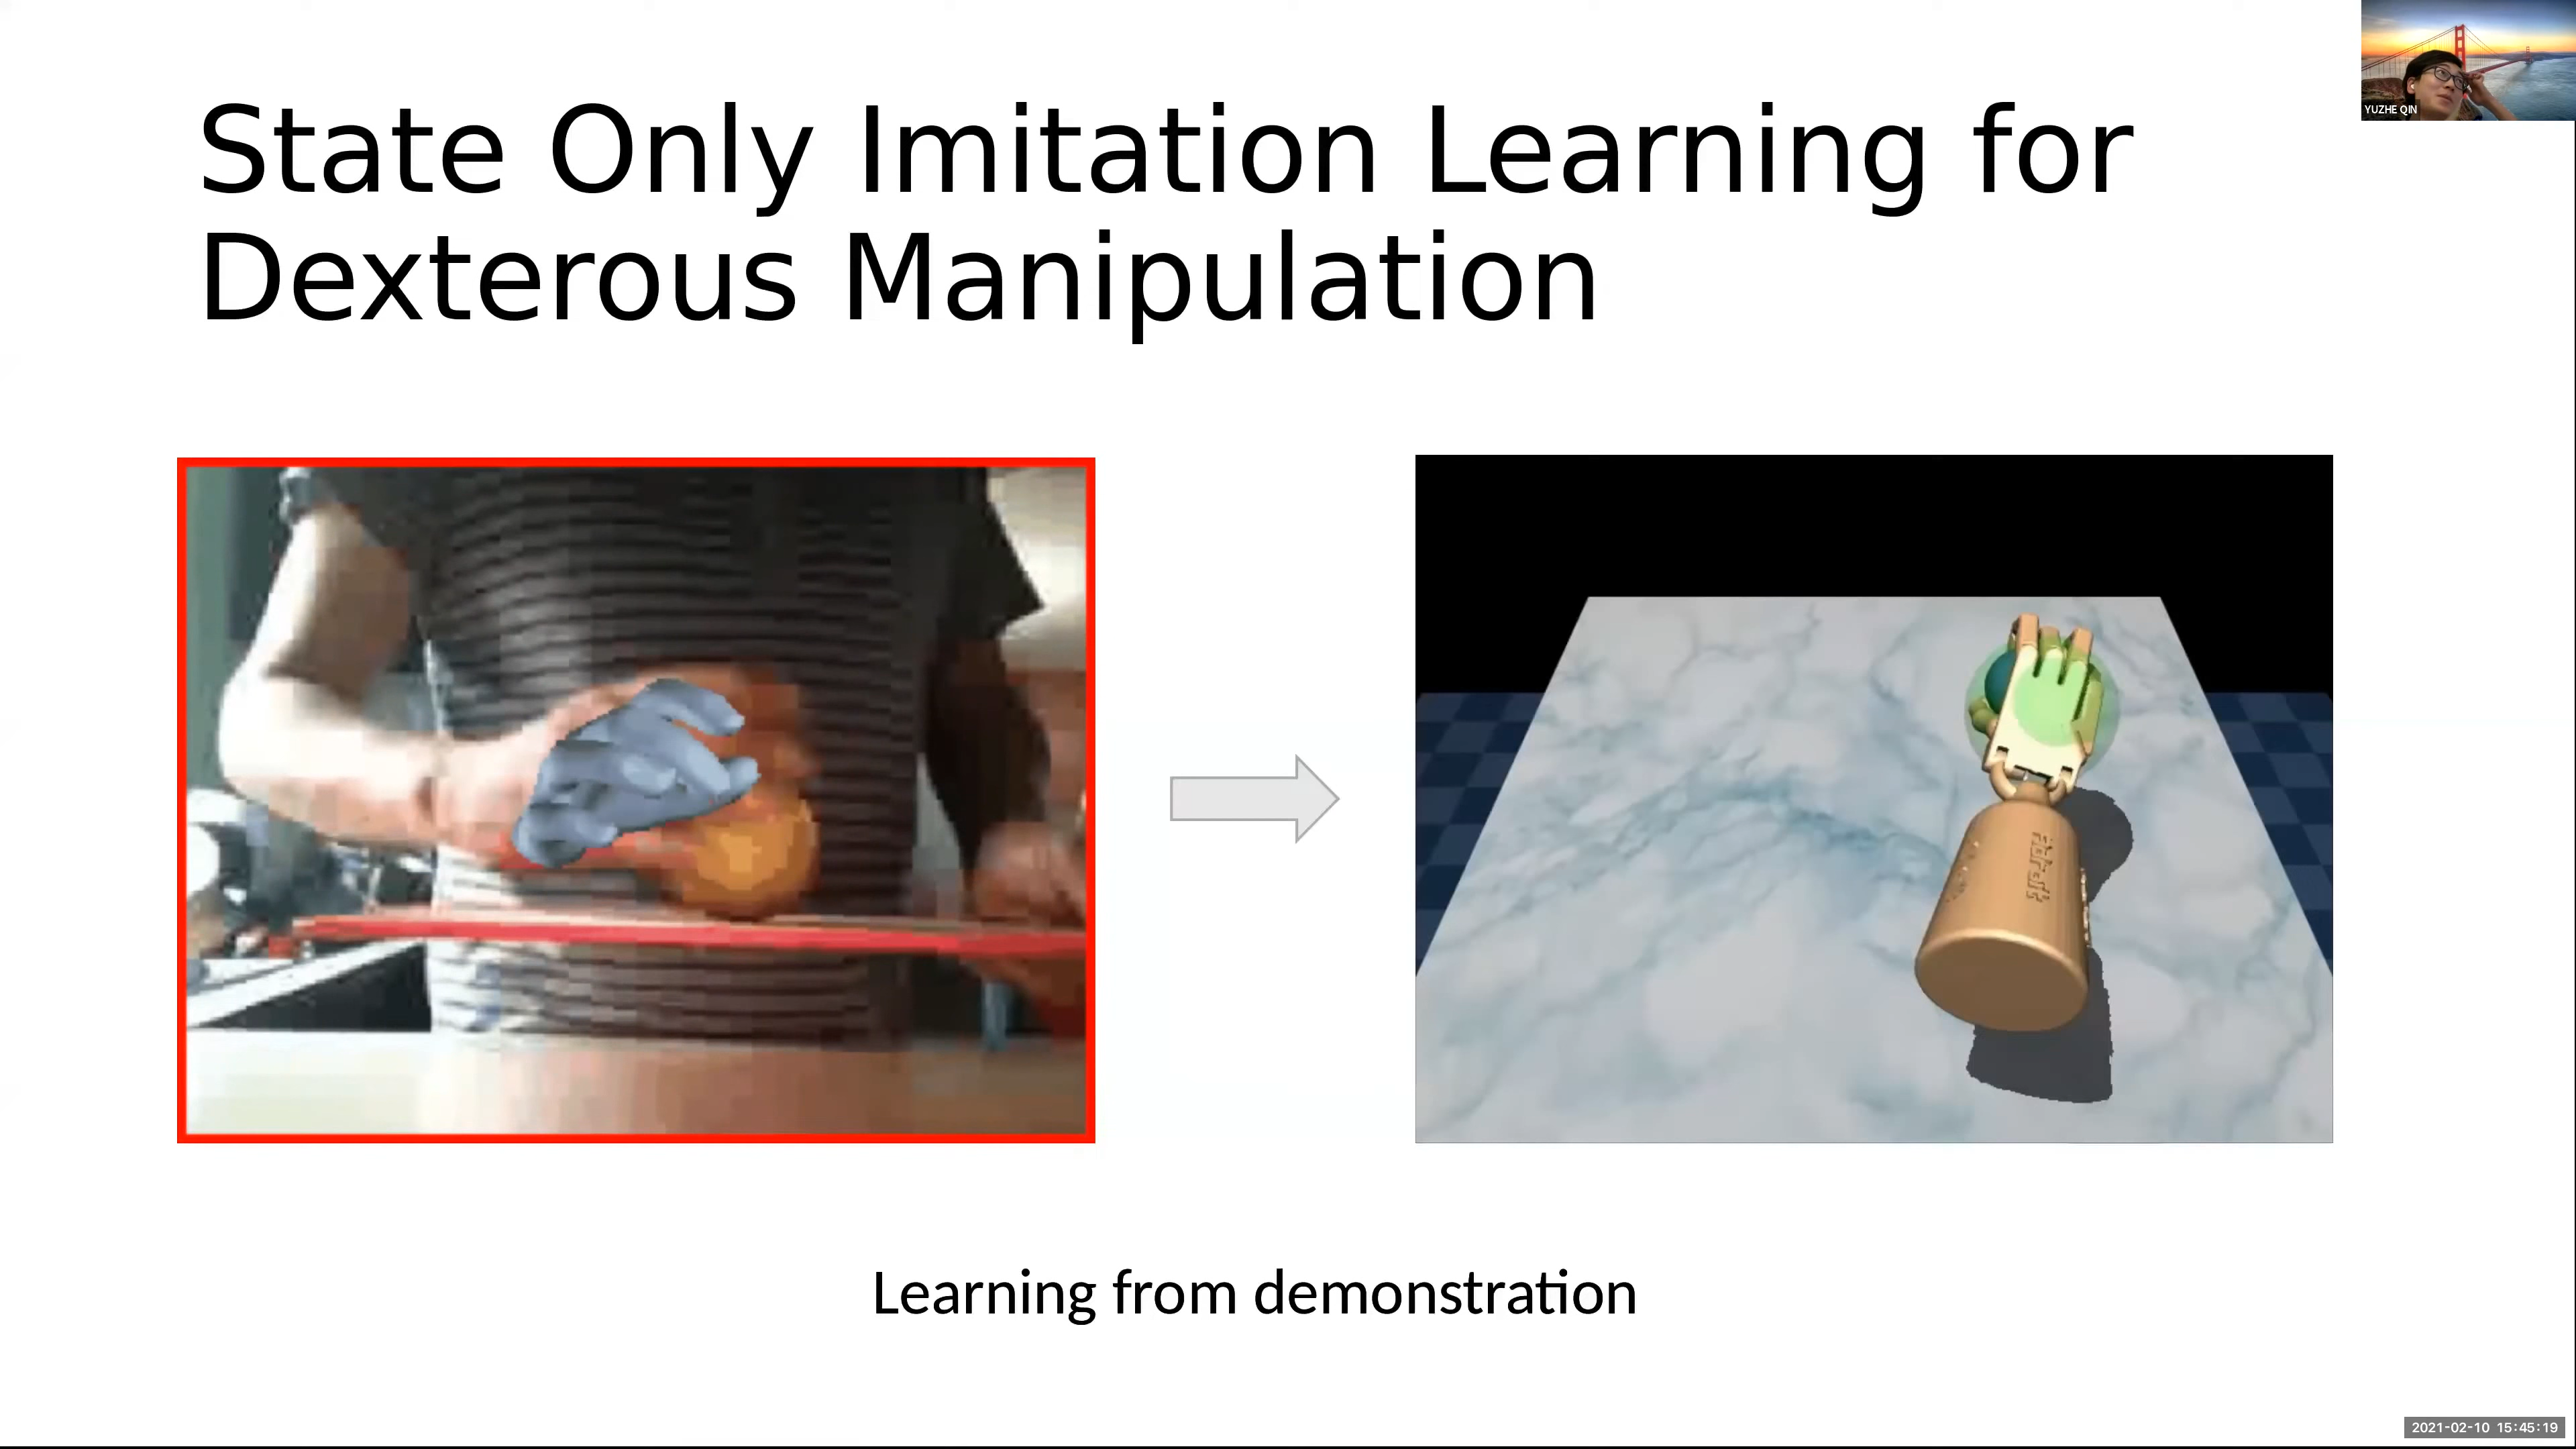 State Only Imitation Learning for
Dexterous Manipulation
YUZHE QIN
Learning from demonstration
2021-02-10 15:45:19